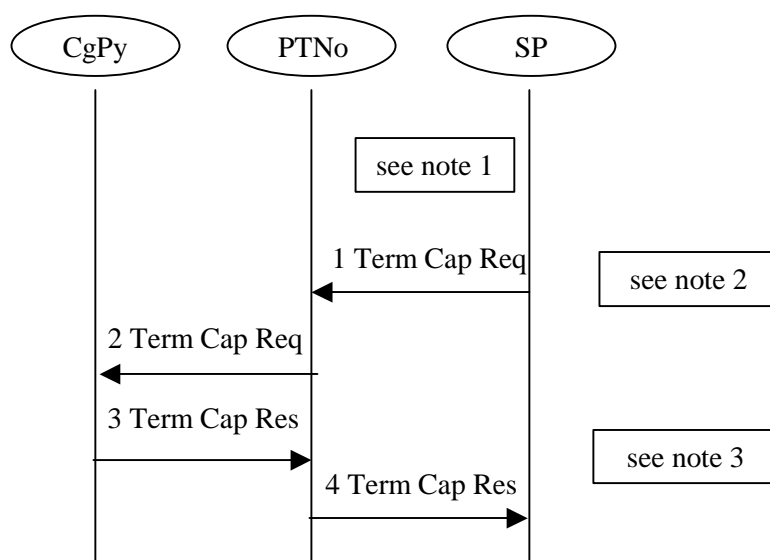 CgPy
PTNo
SP
see note 1
1 Term Cap Req
see note 2
2 Term Cap Req
3 Term Cap Res
see note 3
4 Term Cap Res